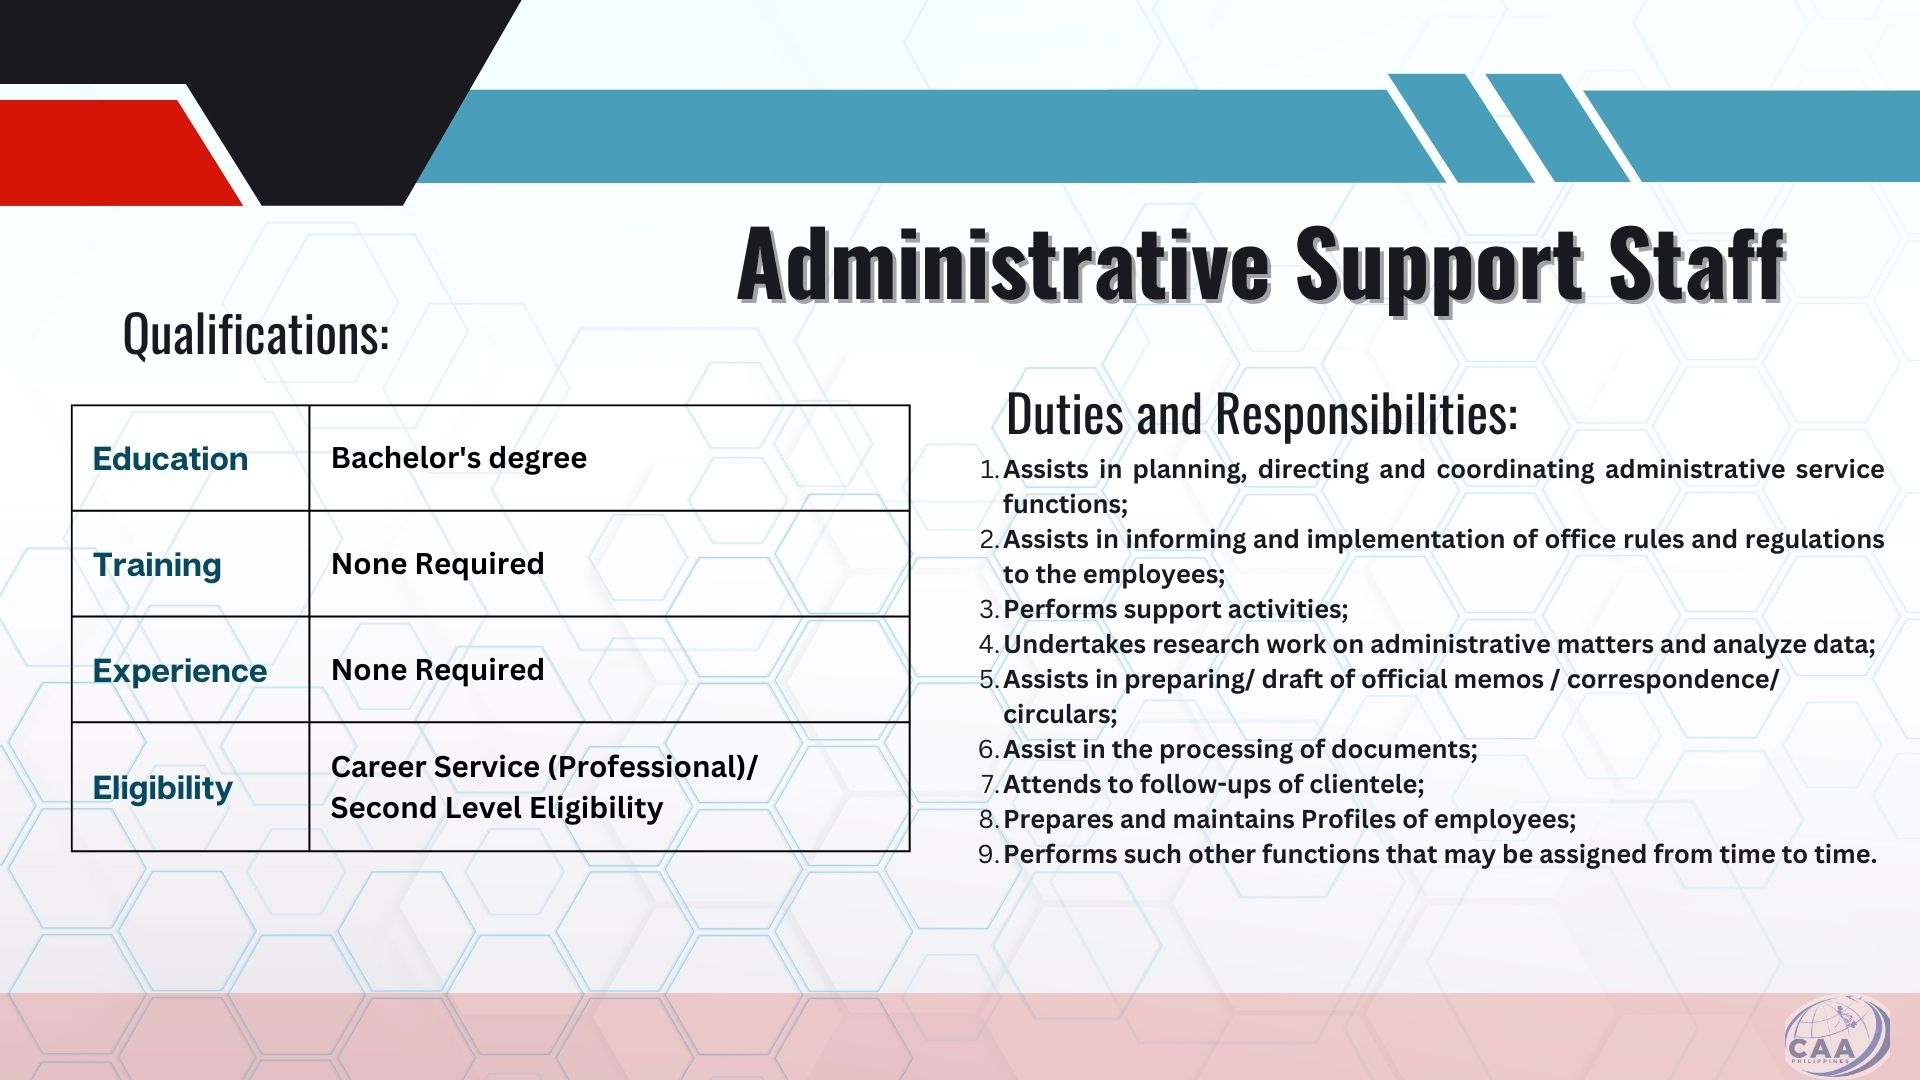 Administrative Support Staff
Qualifications:
Education
Bachelor's degree
Training
None Required
Experience
None Required
Eligibility
Career Service (Professional)/
Second Level Eligibility
Duties and Responsibilities:
1. Assists in planning, directing and coordinating administrative service
functions;
2. Assists in informing and implementation of office rules and regulations
to the employees;
3. Performs support activities;
4. Undertakes research work on administrative matters and analyze data;
5. Assists in preparing/ draft of official memos / correspondence/
circulars;
6. Assist in the processing of documents;
7. Attends to follow-ups of clientele;
8. Prepares and maintains Profiles of employees;
9. Performs such other functions that may be assigned from time to time.
CAA
PHILIPPINES